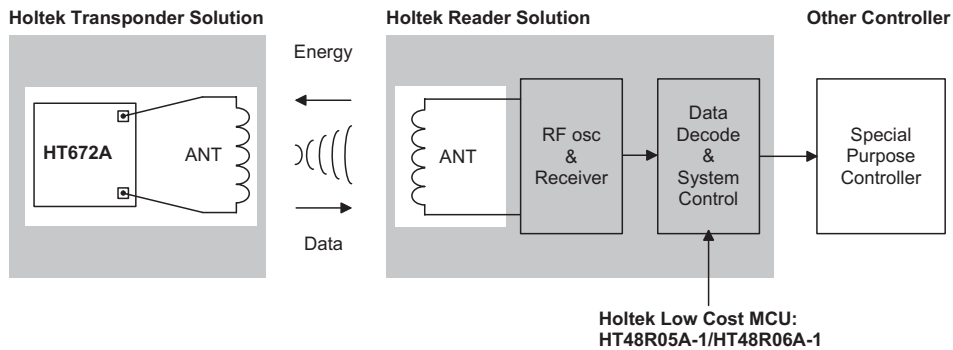 Holtek Transponder Solution
Holtek Reader Solution
Other Controller
Energy
HT672A
ANT
Data
ANT
RF osc
&
Receiver
Data
Decode
&
System
Control
Special
Purpose
Controller
Holtek Low Cost MCU:
HT48R05A-1/HT48R06A-1